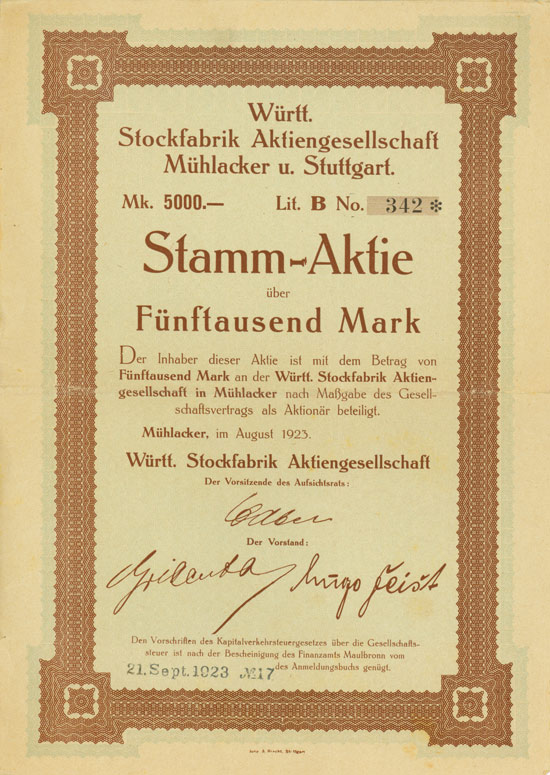 Württ.
Stockfabrik Aktiengesellschaft
Mühlacker u. Stuttgart.
Mk. 5000.— Lit. B No. 342 *
Stamm-Aktie
über
Fünftausend Mark
Der Inhaber dieser Aktie ist mit dem Betrag von
Fünftausend Mark an der Württ. Stockfabrik Aktien-
gesellschaft in Mühlacker nach Maßgabe des Gesell-
schaftsvertrags als Aktionär beteiligt.
Mühlacker, im August 1923.
Württ. Stockfabrik Aktiengesellschaft
Der Vorsitzende des Aufsichtsrats:
Der Vorstand:
Hugo Feist
Den Vorschriften des Kapitalverkehrsteuergesetzes über die Gesellschafts-
steuer ist nach der Bescheinigung des Finanzamts Maulbronn vom
21. Sept. 1923 №17 des Anmeldungsbuchs genügt.
Stuttgart